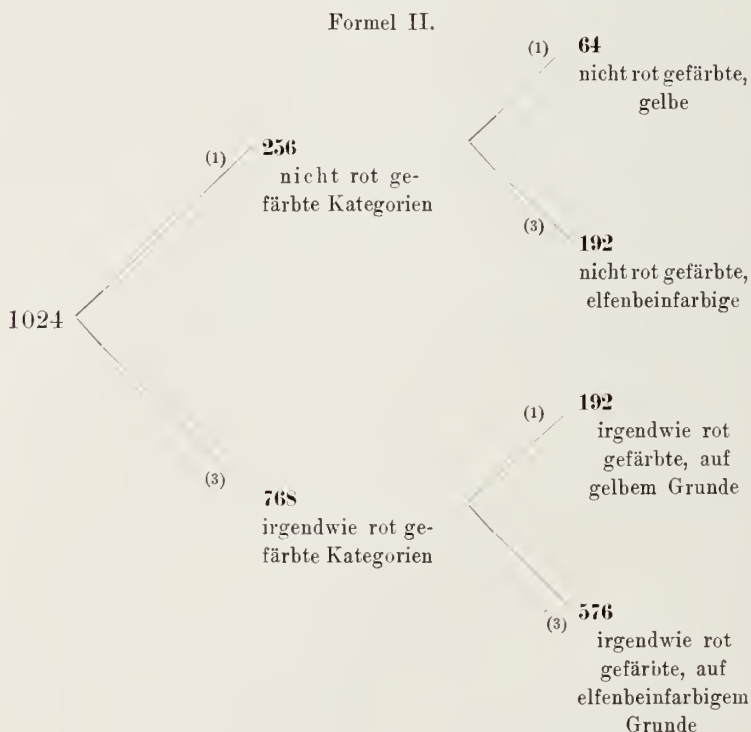 Formel II.
(1) 64
nicht rot gefärbte,
gelbe
(1) 256
nicht rot ge-
färbte Kategorien
(3) 192
nicht rot gefärbte,
elfenbeinfarbige
1024
(1) 192
irgendwie rot
gefärbte, auf
gelbem Grunde
(3) 768
irgendwie rot ge-
färbte Kategorien
(3) 576
irgendwie rot
gefärbte, auf
elfenbeinfarbigem
Grunde